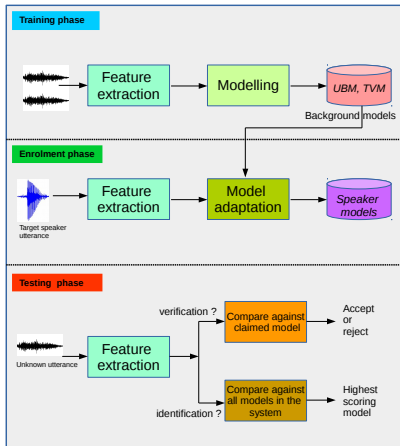 Training phase
Feature
extraction
Modelling
UBM, TVM
Background models
Enrolment phase
Feature
extraction
Model
adaptation
Speaker
models
Target speaker
utterance
Testing phase
verification ?
Compare against
claimed model
Accept
or
reject
Feature
extraction
Unknown utterance
identification ?
Compare against
all models in the
system
Highest
scoring
model